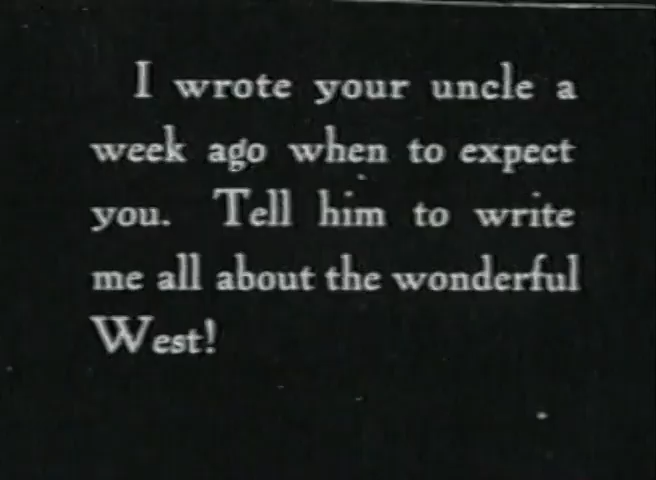 I wrote your uncle a
week ago when to expect
you. Tell him to write
me all about the wonderful
West!